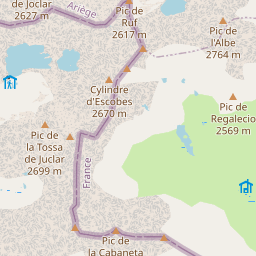 de Joclar
2627 m
Ariège
Pic de
Ruf
2617 m
Pic de
l'Albe
2764 m
Cylindre
d'Escobes
2670 m
Pic de
Regalecio
2569 m
Pic de
la Tossa
de Juclar
2699 m
France
Pic de
la Cabaneta